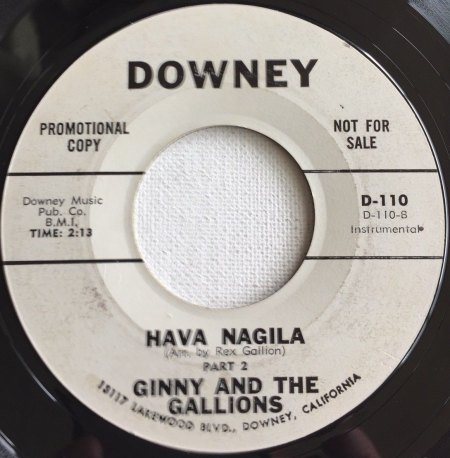 DOWNEY
PROMOTIONAL
COPY
NOT FOR
SALE
Downey Music
Pub. Co.
B.M.I.
TIME: 2:13
D-110
D-110-B
Instrumental
HAVA NAGILA
(Arr. by Rex Gallion)
PART 2
GINNY AND THE
GALLIONS
13117 LAKEWOOD BLVD., DOWNEY, CALIFORNIA